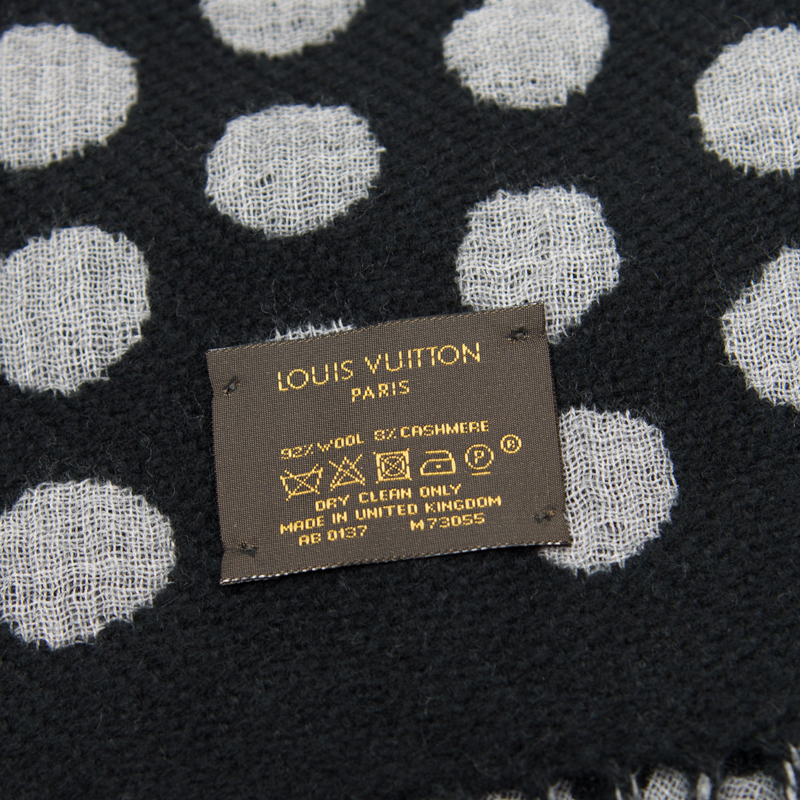 LOUIS VUITTON
PARIS
92% WOOL 8% CASHMERE
P ®
DRY CLEAN ONLY
MADE IN UNITED KINGDOM
AB 0137 M73055